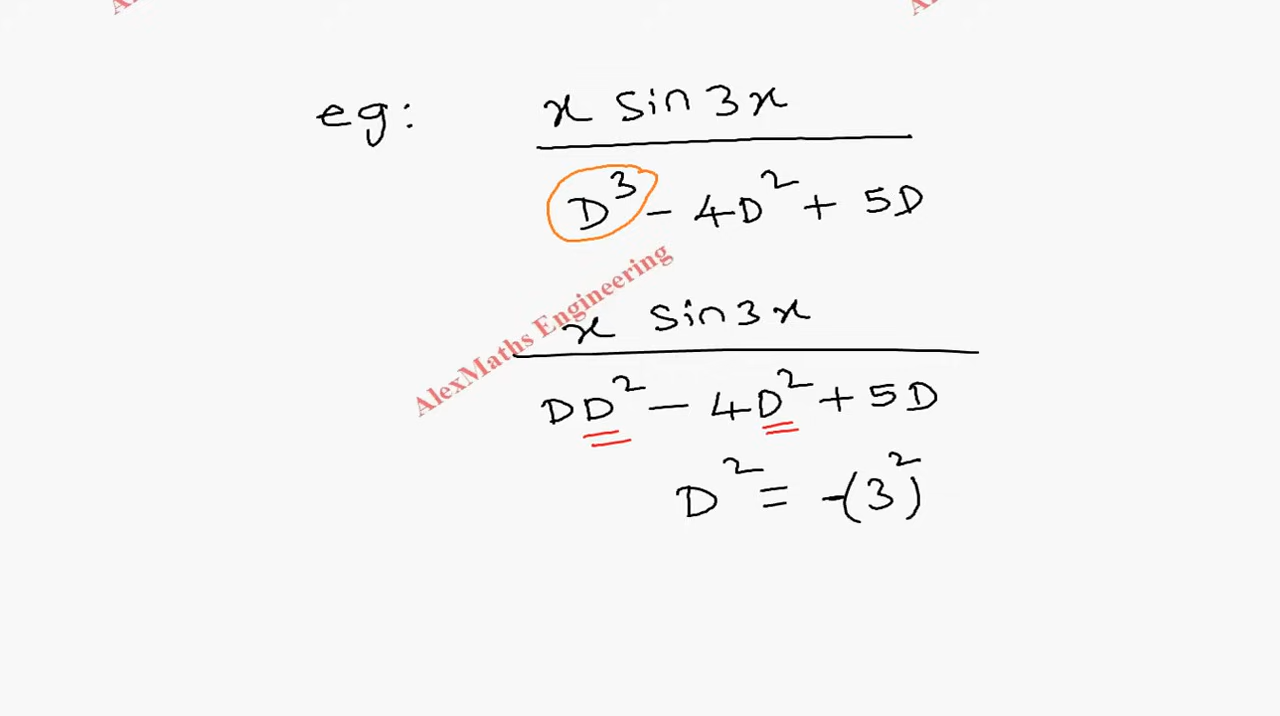 eg: x sin 3x
D³ - 4D² + 5D
AlexMaths Engineering
x sin 3x
DD² - 4D² + 5D
D² = -(3²)